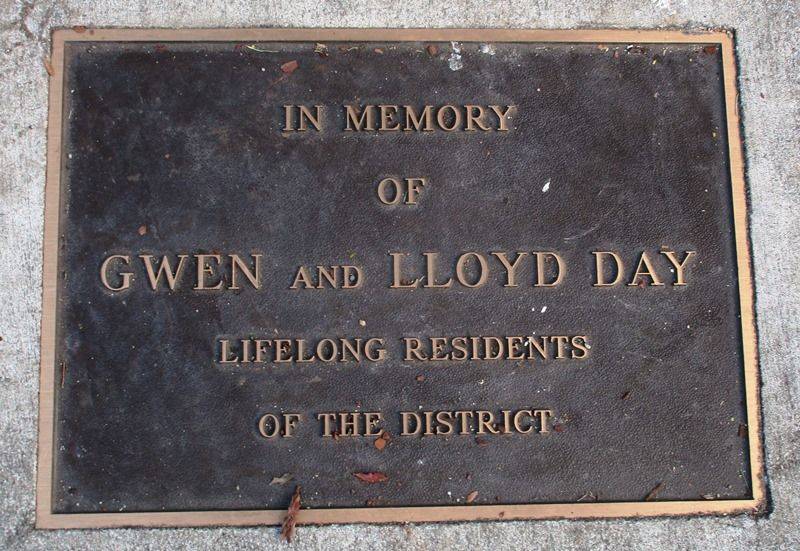 IN MEMORY
OF
GWEN AND LLOYD DAY
LIFELONG RESIDENTS
OF THE DISTRICT